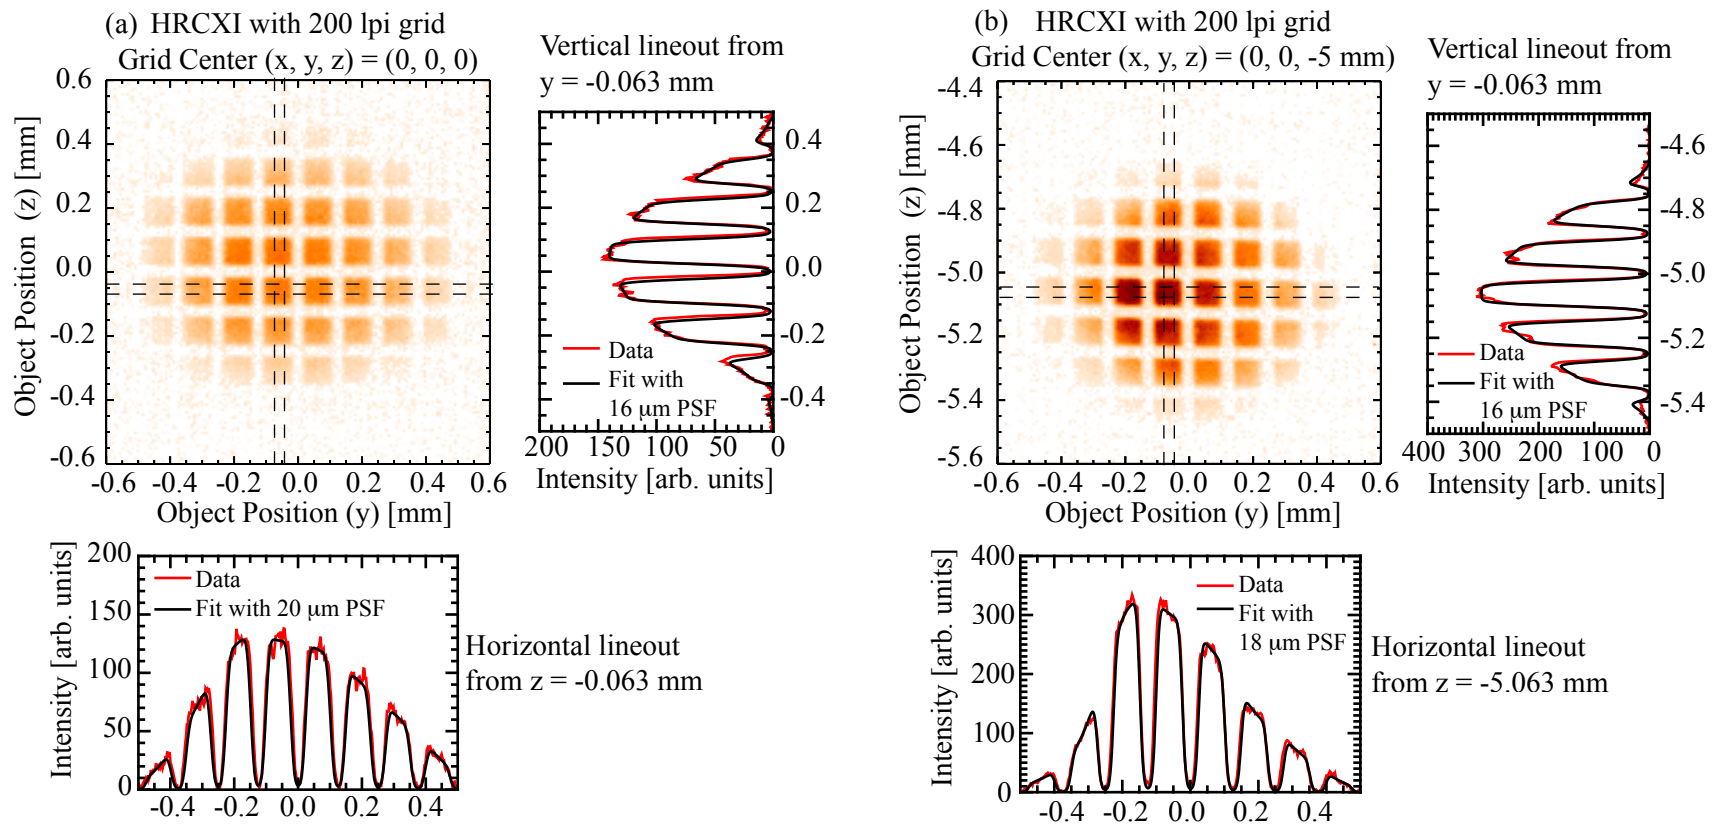 (a) HRCXI with 200 lpi grid
Grid Center (x, y, z) = (0, 0, 0)
0.6
0.4
0.2
0.0
-0.2
-0.4
-0.6
Object Position (z) [mm]
-0.6 -0.4 -0.2 0.0 0.2 0.4 0.6
Object Position (y) [mm]
Vertical lineout from
y = -0.063 mm
0.4
0.2
0.0
-0.2
-0.4
Data
Fit with
16 μm PSF
200 150 100 50 0
Intensity [arb. units]
200
150
100
50
0
Intensity [arb. units]
Data
Fit with 20 μm PSF
-0.4 -0.2 0.0 0.2 0.4
Horizontal lineout
from z = -0.063 mm
(b) HRCXI with 200 lpi grid
Grid Center (x, y, z) = (0, 0, -5 mm)
-4.4
-4.6
-4.8
-5.0
-5.2
-5.4
-5.6
Object Position (z) [mm]
-0.6 -0.4 -0.2 0.0 0.2 0.4 0.6
Object Position (y) [mm]
Vertical lineout from
y = -0.063 mm
-4.6
-4.8
-5.0
-5.2
-5.4
Data
Fit with
16 μm PSF
400 300 200 100 0
Intensity [arb. units]
400
300
200
100
0
Intensity [arb. units]
Data
Fit with
18 μm PSF
-0.4 -0.2 0.0 0.2 0.4
Horizontal lineout
from z = -5.063 mm